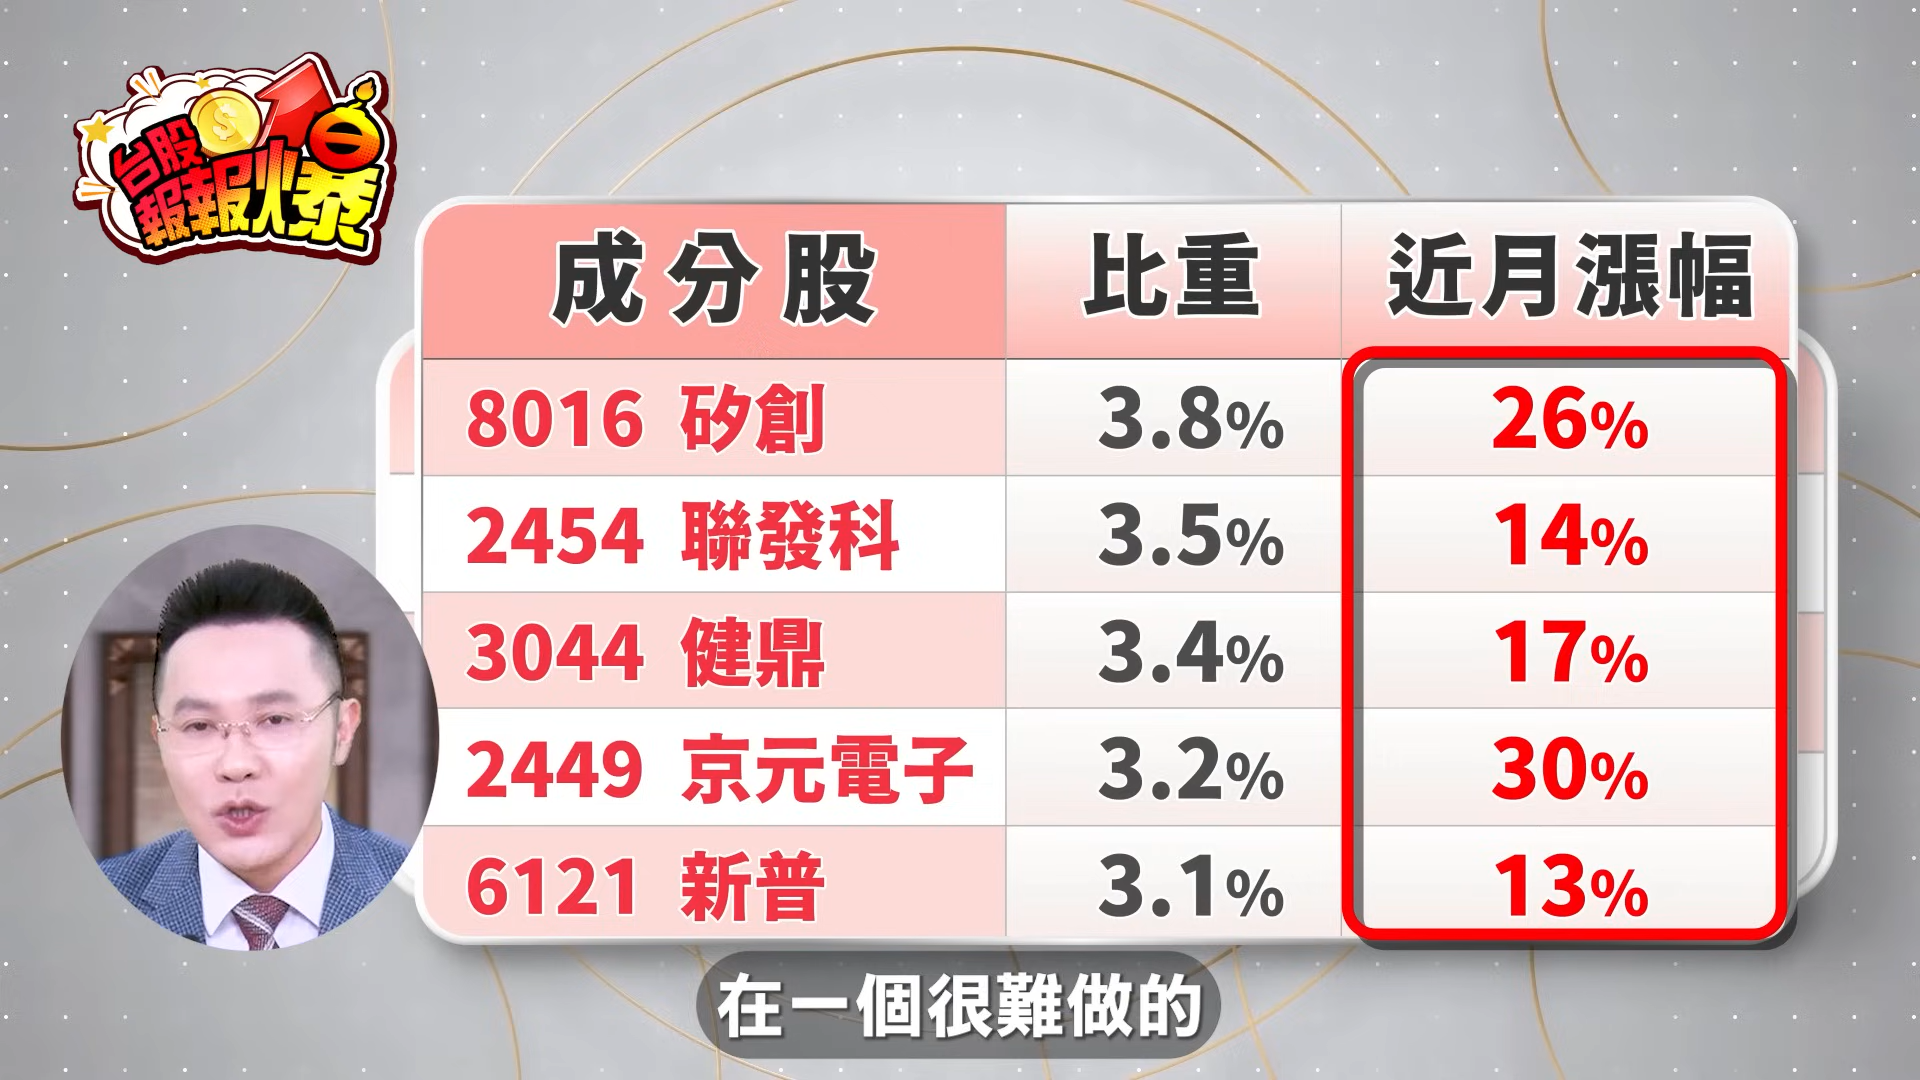 台股
報報爆
成分股 比重 近月漲幅
8016 矽創 3.8% 26%
2454 聯發科 3.5% 14%
3044 健鼎 3.4% 17%
2449 京元電子 3.2% 30%
6121 新普 3.1% 13%
在一個很難做的